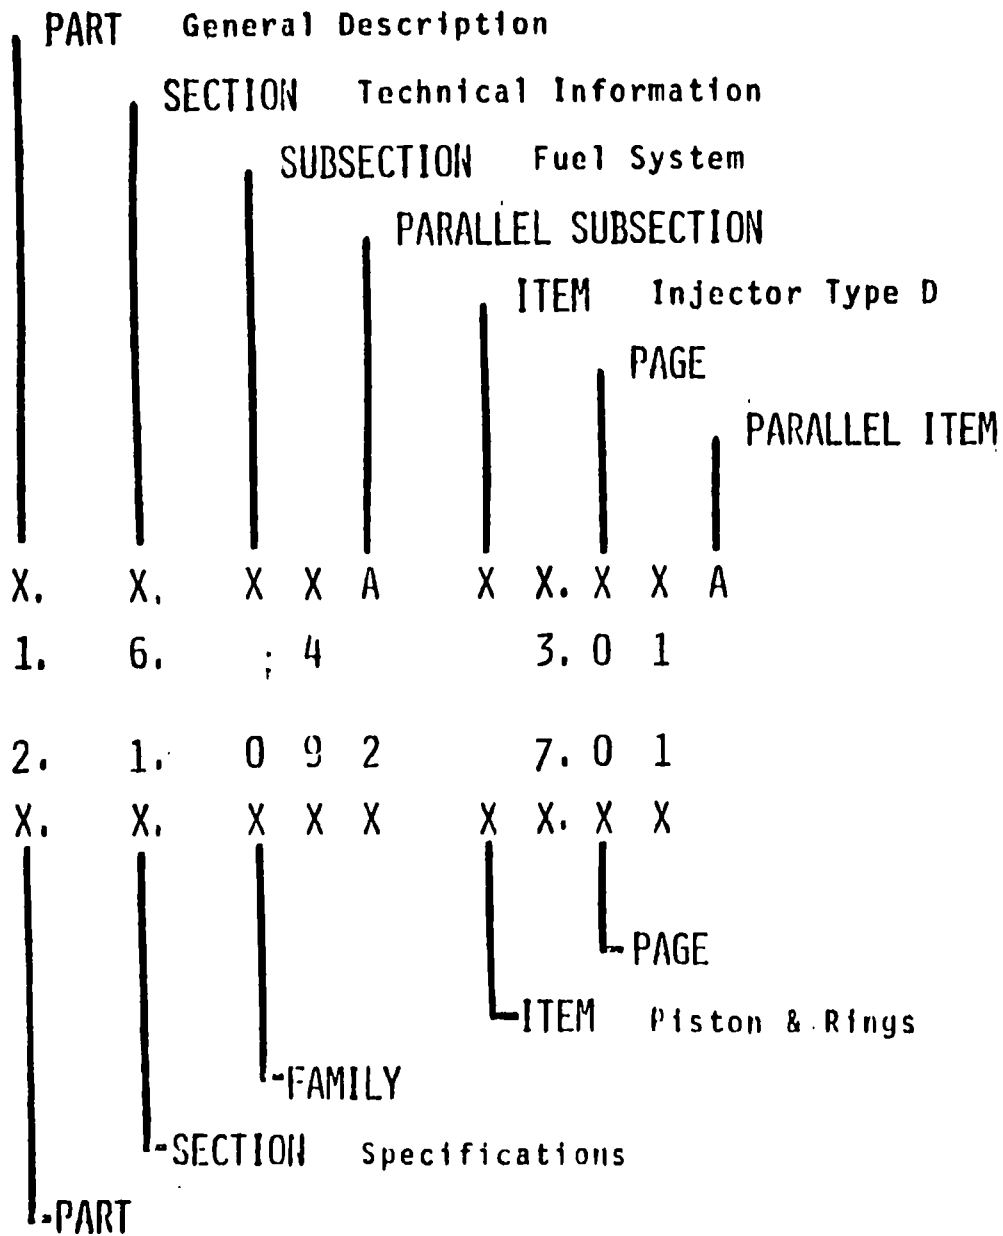 PART General Description
SECTION Technical Information
SUBSECTION Fuel System
PARALLEL SUBSECTION
ITEM Injector Type D
PAGE
PARALLEL ITEM
X. X. X X A X X. X X A
1. 6. ; 4 3. 0 1
2. 1. 0 9 2 7. 0 1
X. X. X X X X X. X X
PAGE
ITEM Piston & Rings
FAMILY
SECTION Specifications
PART